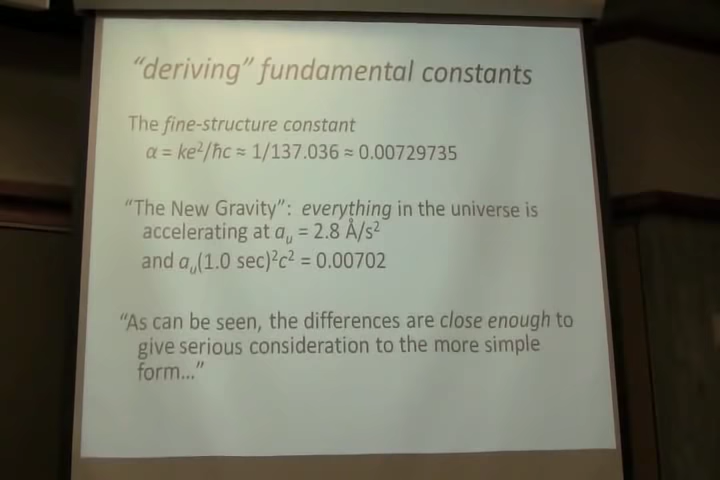 “deriving” fundamental constants
The fine-structure constant
α = ke²/ħc ≈ 1/137.036 ≈ 0.00729735
“The New Gravity”: everything in the universe is
accelerating at aᵤ = 2.8 Å/s²
and aᵤ(1.0 sec)²c² = 0.00702
“As can be seen, the differences are close enough to
give serious consideration to the more simple
form...”